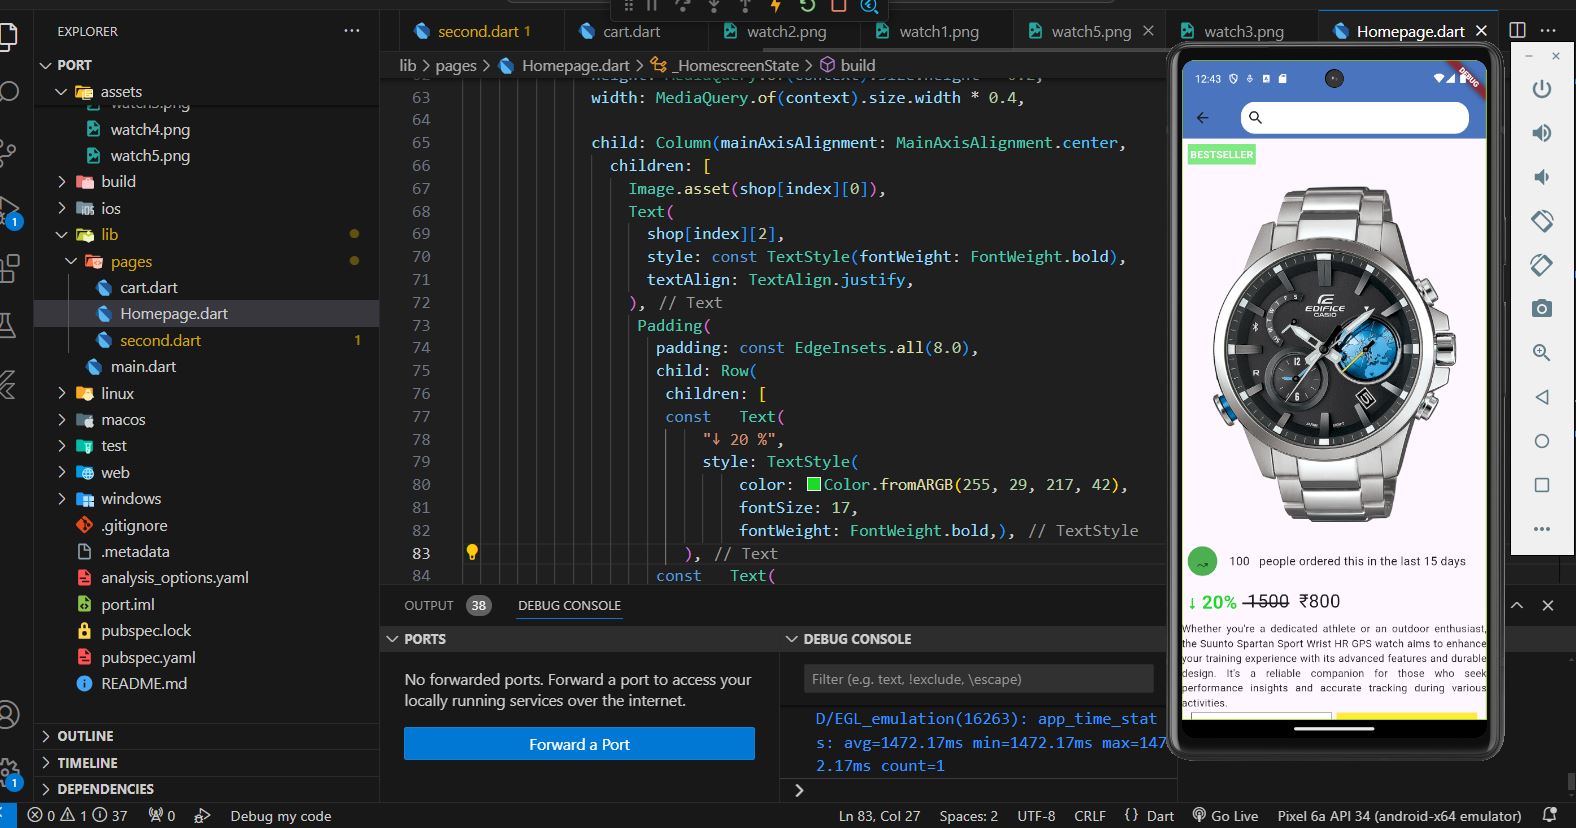 EXPLORER
PORT
assets
watch3.png
watch4.png
watch5.png
build
ios
lib
pages
cart.dart
Homepage.dart
second.dart 1
main.dart
linux
macos
test
web
windows
.gitignore
.metadata
analysis_options.yaml
port.iml
pubspec.lock
pubspec.yaml
README.md
OUTLINE
TIMELINE
DEPENDENCIES
1
1
second.dart 1 cart.dart watch2.png watch1.png watch5.png watch3.png Homepage.dart
lib > pages > Homepage.dart > _HomescreenState > build
height: MediaQuery.of(context).size.height * 0.2,
63 width: MediaQuery.of(context).size.width * 0.4,
64
65 child: Column(mainAxisAlignment: MainAxisAlignment.center,
66 children: [
67 Image.asset(shop[index][0]),
68 Text(
69 shop[index][2],
70 style: const TextStyle(fontWeight: FontWeight.bold),
71 textAlign: TextAlign.justify,
72 ), // Text
73 Padding(
74 padding: const EdgeInsets.all(8.0),
75 child: Row(
76 children: [
77 const Text(
78 "↓ 20 %",
79 style: TextStyle(
80 color: Color.fromARGB(255, 29, 217, 42),
81 fontSize: 17,
82 fontWeight: FontWeight.bold,), // TextStyle
83 ), // Text
84 const Text(
OUTPUT 38 DEBUG CONSOLE
PORTS
No forwarded ports. Forward a port to access your
locally running services over the internet.
Forward a Port
DEBUG CONSOLE
Filter (e.g. text, !exclude, \escape)
D/EGL_emulation(16263): app_time_stat
s: avg=1472.17ms min=1472.17ms max=147
2.17ms count=1
12:43
DEBUG
BESTSELLER
EDIFICE
CASIO
100 people ordered this in the last 15 days
↓ 20% 1500 ₹800
Whether you're a dedicated athlete or an outdoor enthusiast,
the Suunto Spartan Sport Wrist HR GPS watch aims to enhance
your training experience with its advanced features and durable
design. It's a reliable companion for those who seek
performance insights and accurate tracking during various
activities.
0 1 37 0 Debug my code Ln 83, Col 27 Spaces: 2 UTF-8 CRLF {} Dart Go Live Pixel 6a API 34 (android-x64 emulator)